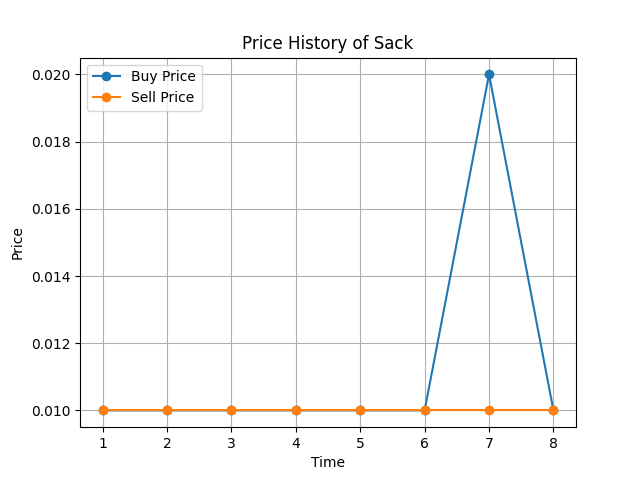 Price History of Sack
Buy Price
Sell Price
0.020
0.018
0.016
0.014
0.012
0.010
Price
1 2 3 4 5 6 7 8
Time